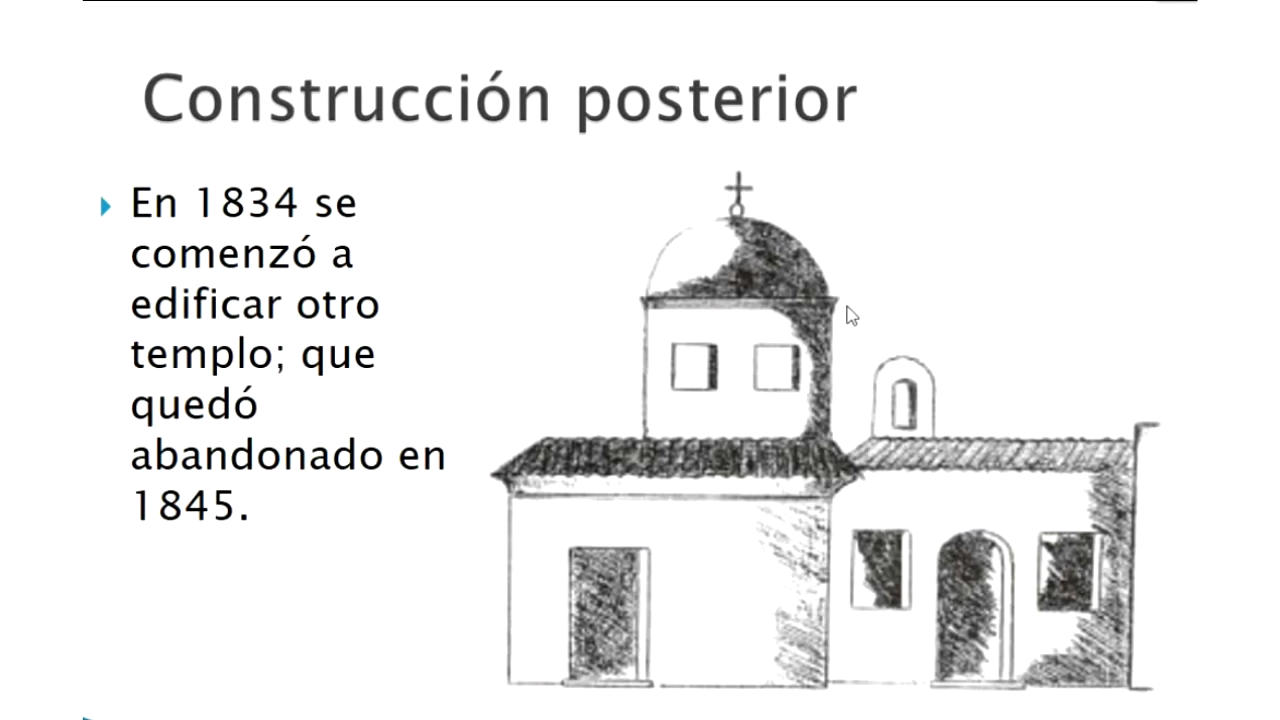 Construcción posterior
En 1834 se
comenzó a
edificar otro
templo; que
quedó
abandonado en
1845.